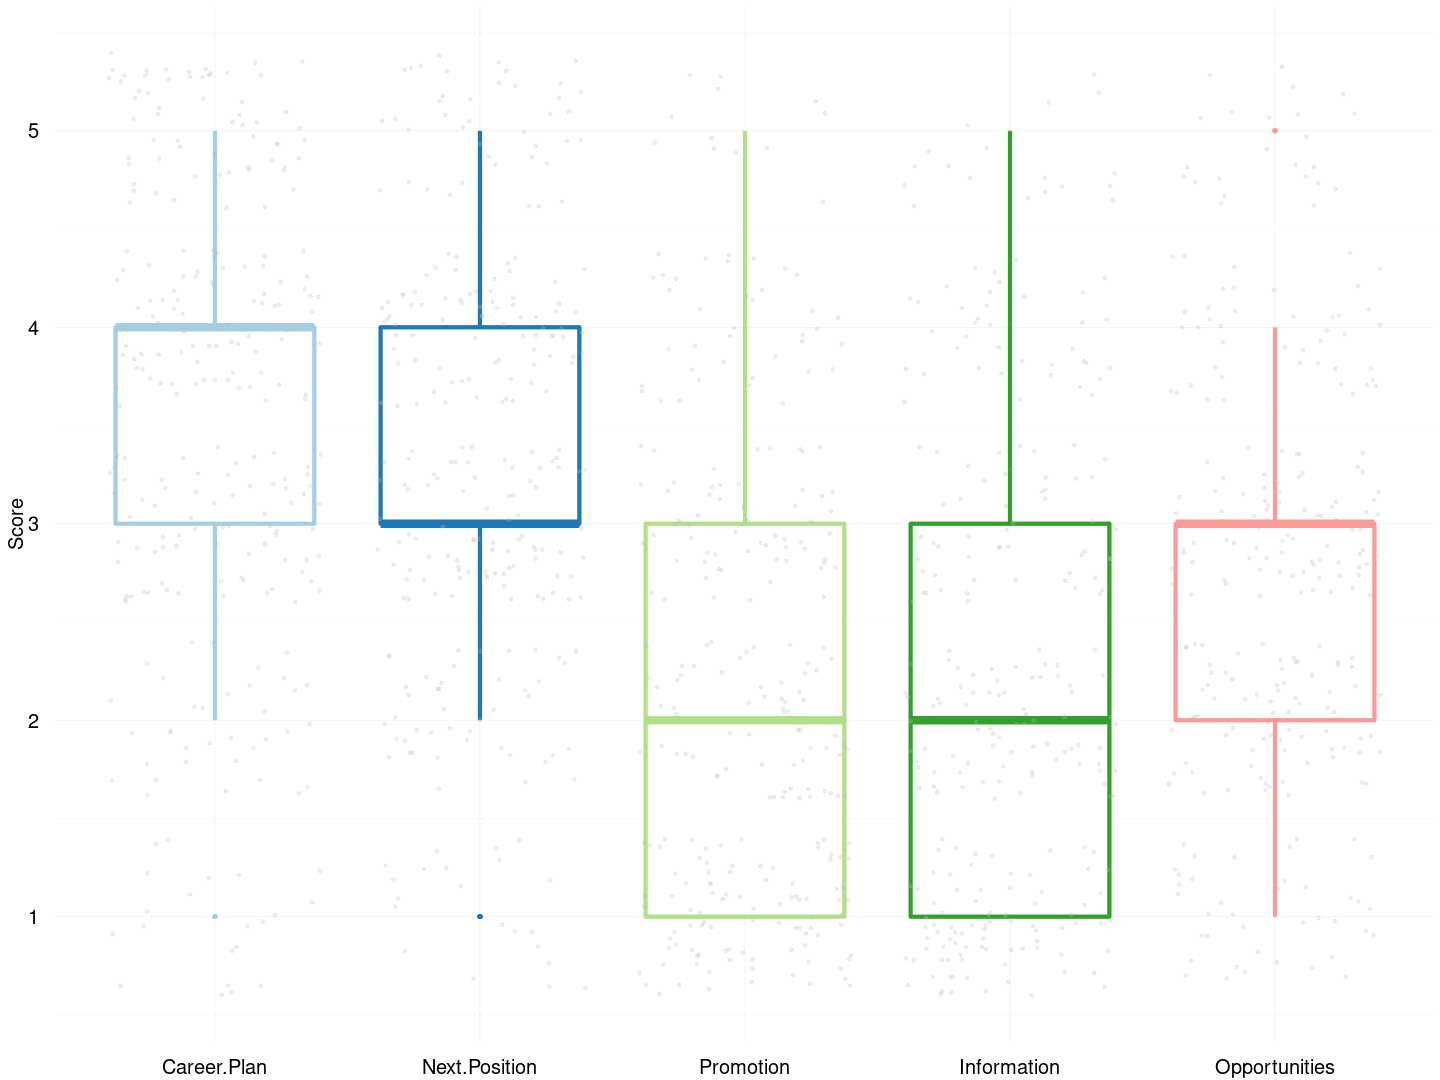 5
4
3
2
1
Score
Career.Plan
Next.Position
Promotion
Information
Opportunities